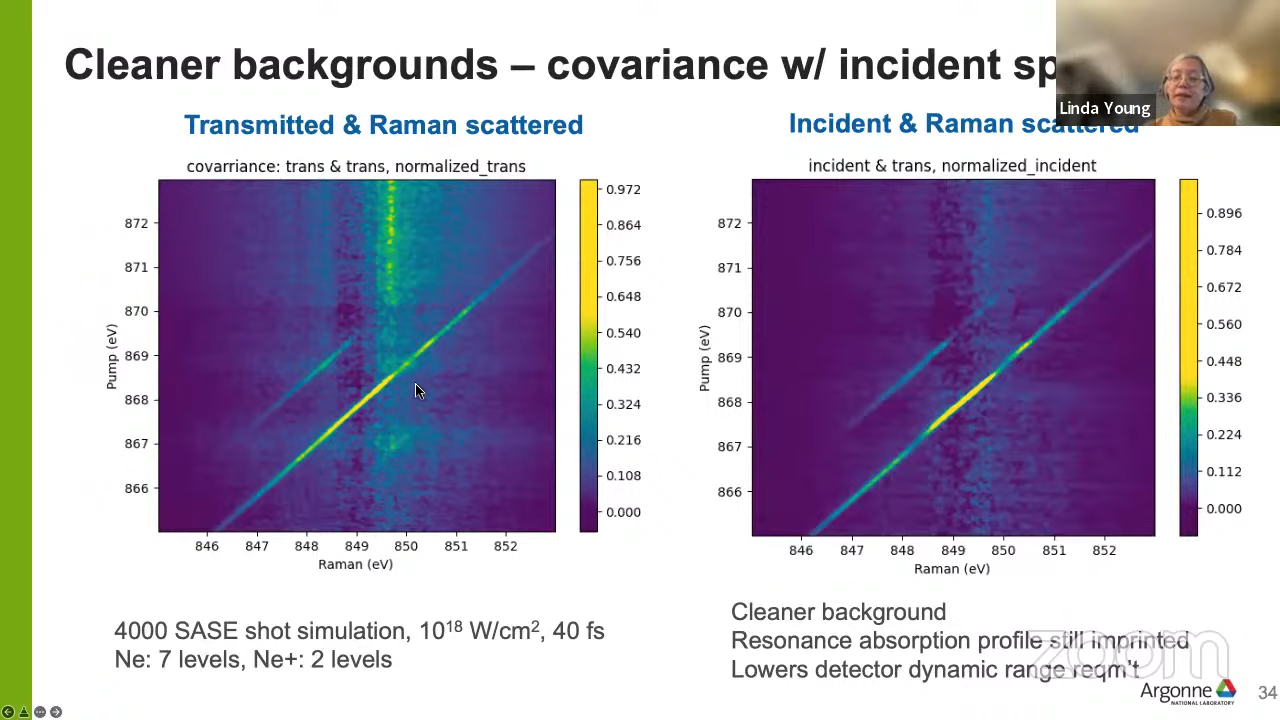 Cleaner backgrounds – covariance w/ incident sp
Linda Young
Transmitted & Raman scattered
Incident & Raman scattered
covarriance: trans & trans, normalized_trans
incident & trans, normalized_incident
Pump (eV)
872
871
870
869
868
867
866
846 847 848 849 850 851 852
Raman (eV)
0.972
0.864
0.756
0.648
0.540
0.432
0.324
0.216
0.108
0.000
Pump (eV)
872
871
870
869
868
867
866
846 847 848 849 850 851 852
Raman (eV)
0.896
0.784
0.672
0.560
0.448
0.336
0.224
0.112
0.000
4000 SASE shot simulation, 10¹⁸ W/cm², 40 fs
Ne: 7 levels, Ne+: 2 levels
Cleaner background
Resonance absorption profile still imprinted
Lowers detector dynamic range reqm't
zoom
Argonne
NATIONAL LABORATORY
34